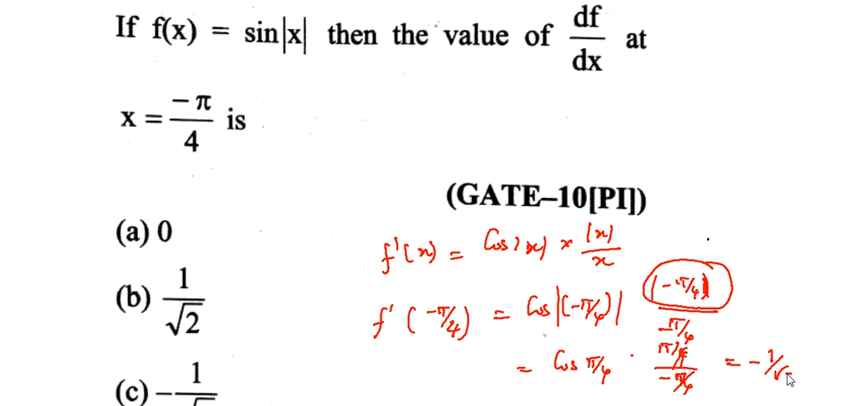 If f(x) = sin|x| then the value of df/dx at
x = -π/4 is
(GATE–10[PI])
(a) 0
f'(x) = Cos|x| × |x|/x
(b) 1/√2
f'(-π/4) = Cos|(-π/4)| |-π/4|/-π/4
= Cos π/4 · π/4/-π/4 = -1/√2
(c) -1/√